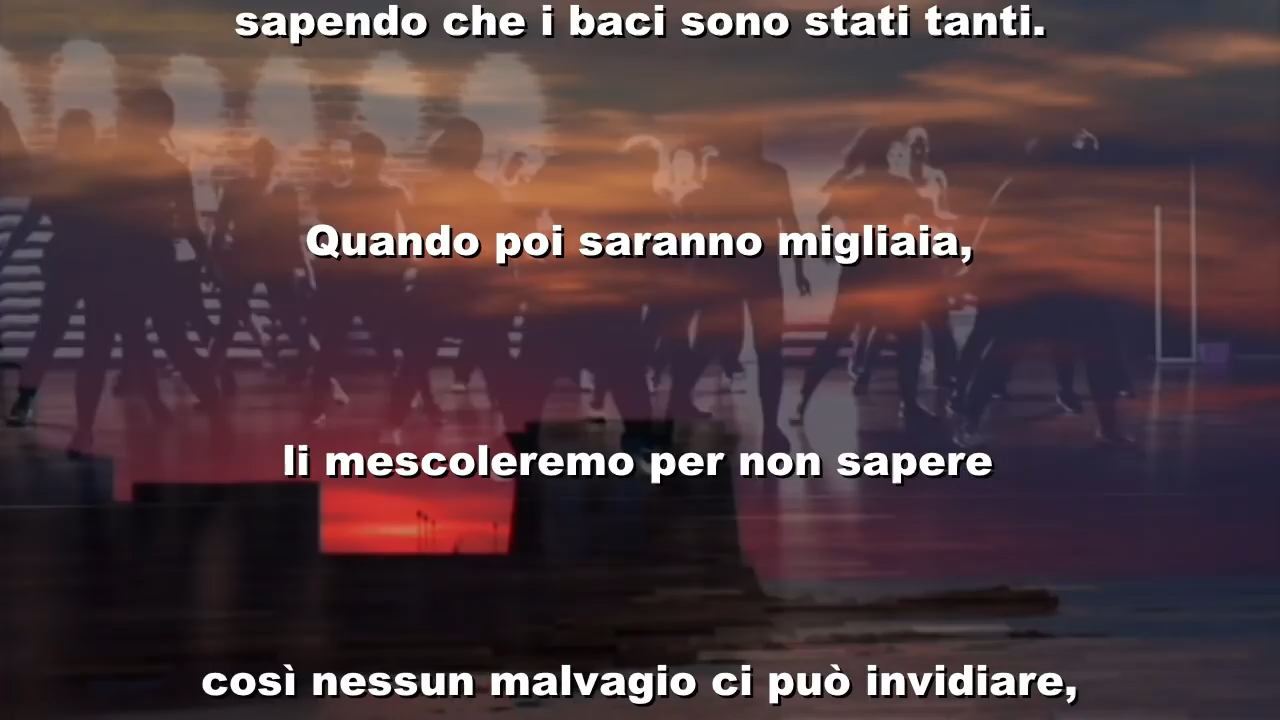 sapendo che i baci sono stati tanti.
Quando poi saranno migliaia,
li mescoleremo per non sapere
così nessun malvagio ci può invidiare,